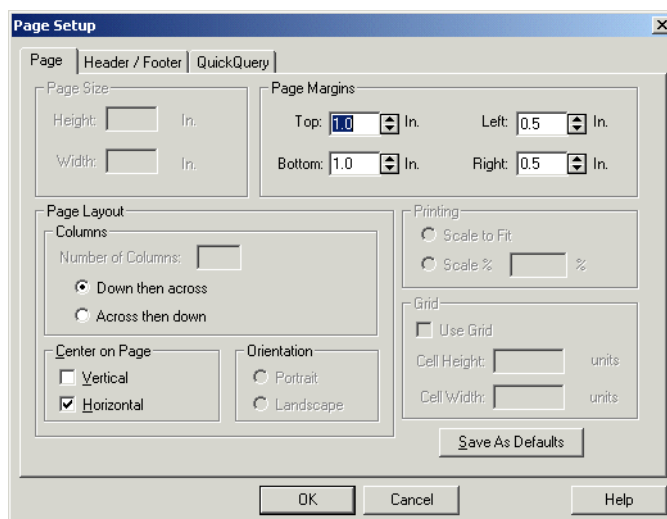 Page Setup
Page
Header / Footer
QuickQuery
Page Size
Height: In.
Width: In.
Page Margins
Top: 1.0 In.
Left: 0.5 In.
Bottom: 1.0 In.
Right: 0.5 In.
Page Layout
Columns
Number of Columns:
Down then across
Across then down
Center on Page
Vertical
Horizontal
Orientation
Portrait
Landscape
Printing
Scale to Fit
Scale % %
Grid
Use Grid
Cell Height: units
Cell Width: units
Save As Defaults
OK
Cancel
Help